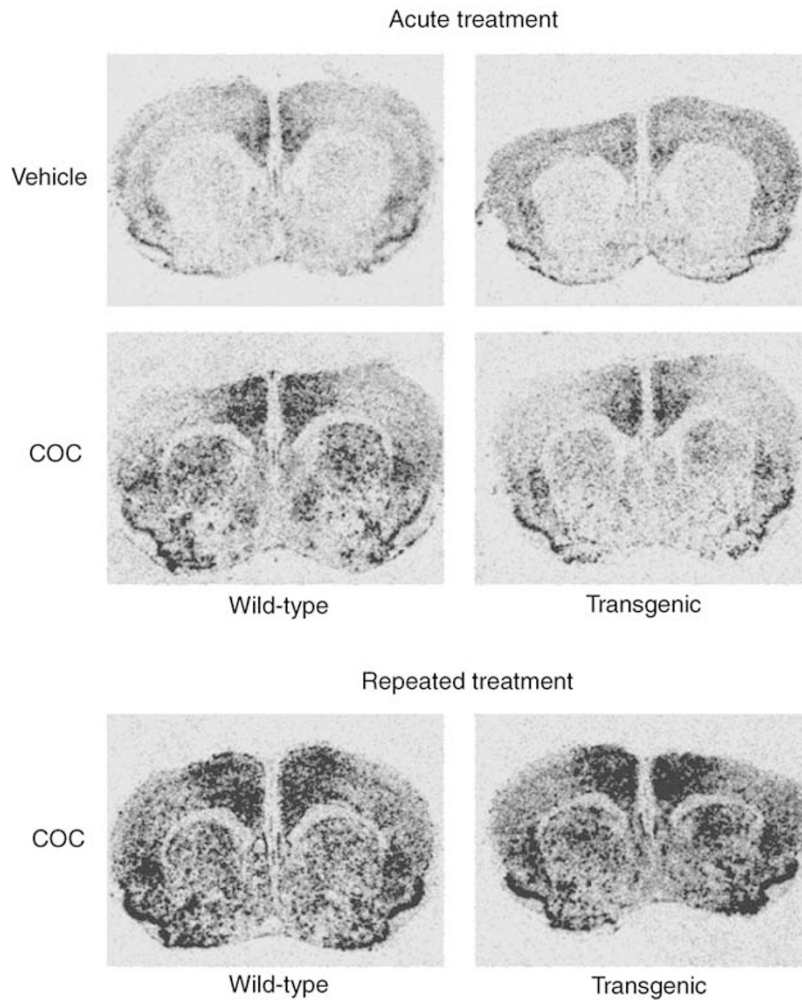 Acute treatment
Vehicle
COC
Wild-type Transgenic
Repeated treatment
COC
Wild-type Transgenic